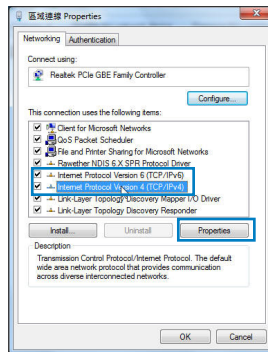 區域連線 Properties
Networking Authentication
Connect using:
Realtek PCIe GBE Family Controller
Configure...
This connection uses the following items:
Client for Microsoft Networks
QoS Packet Scheduler
File and Printer Sharing for Microsoft Networks
Rawether NDIS 6.X SPR Protocol Driver
Internet Protocol Version 6 (TCP/IPv6)
Internet Protocol Version 4 (TCP/IPv4)
Link-Layer Topology Discovery Mapper I/O Driver
Link-Layer Topology Discovery Responder
Install... Uninstall Properties
Description
Transmission Control Protocol/Internet Protocol. The default
wide area network protocol that provides communication
across diverse interconnected networks.
OK Cancel